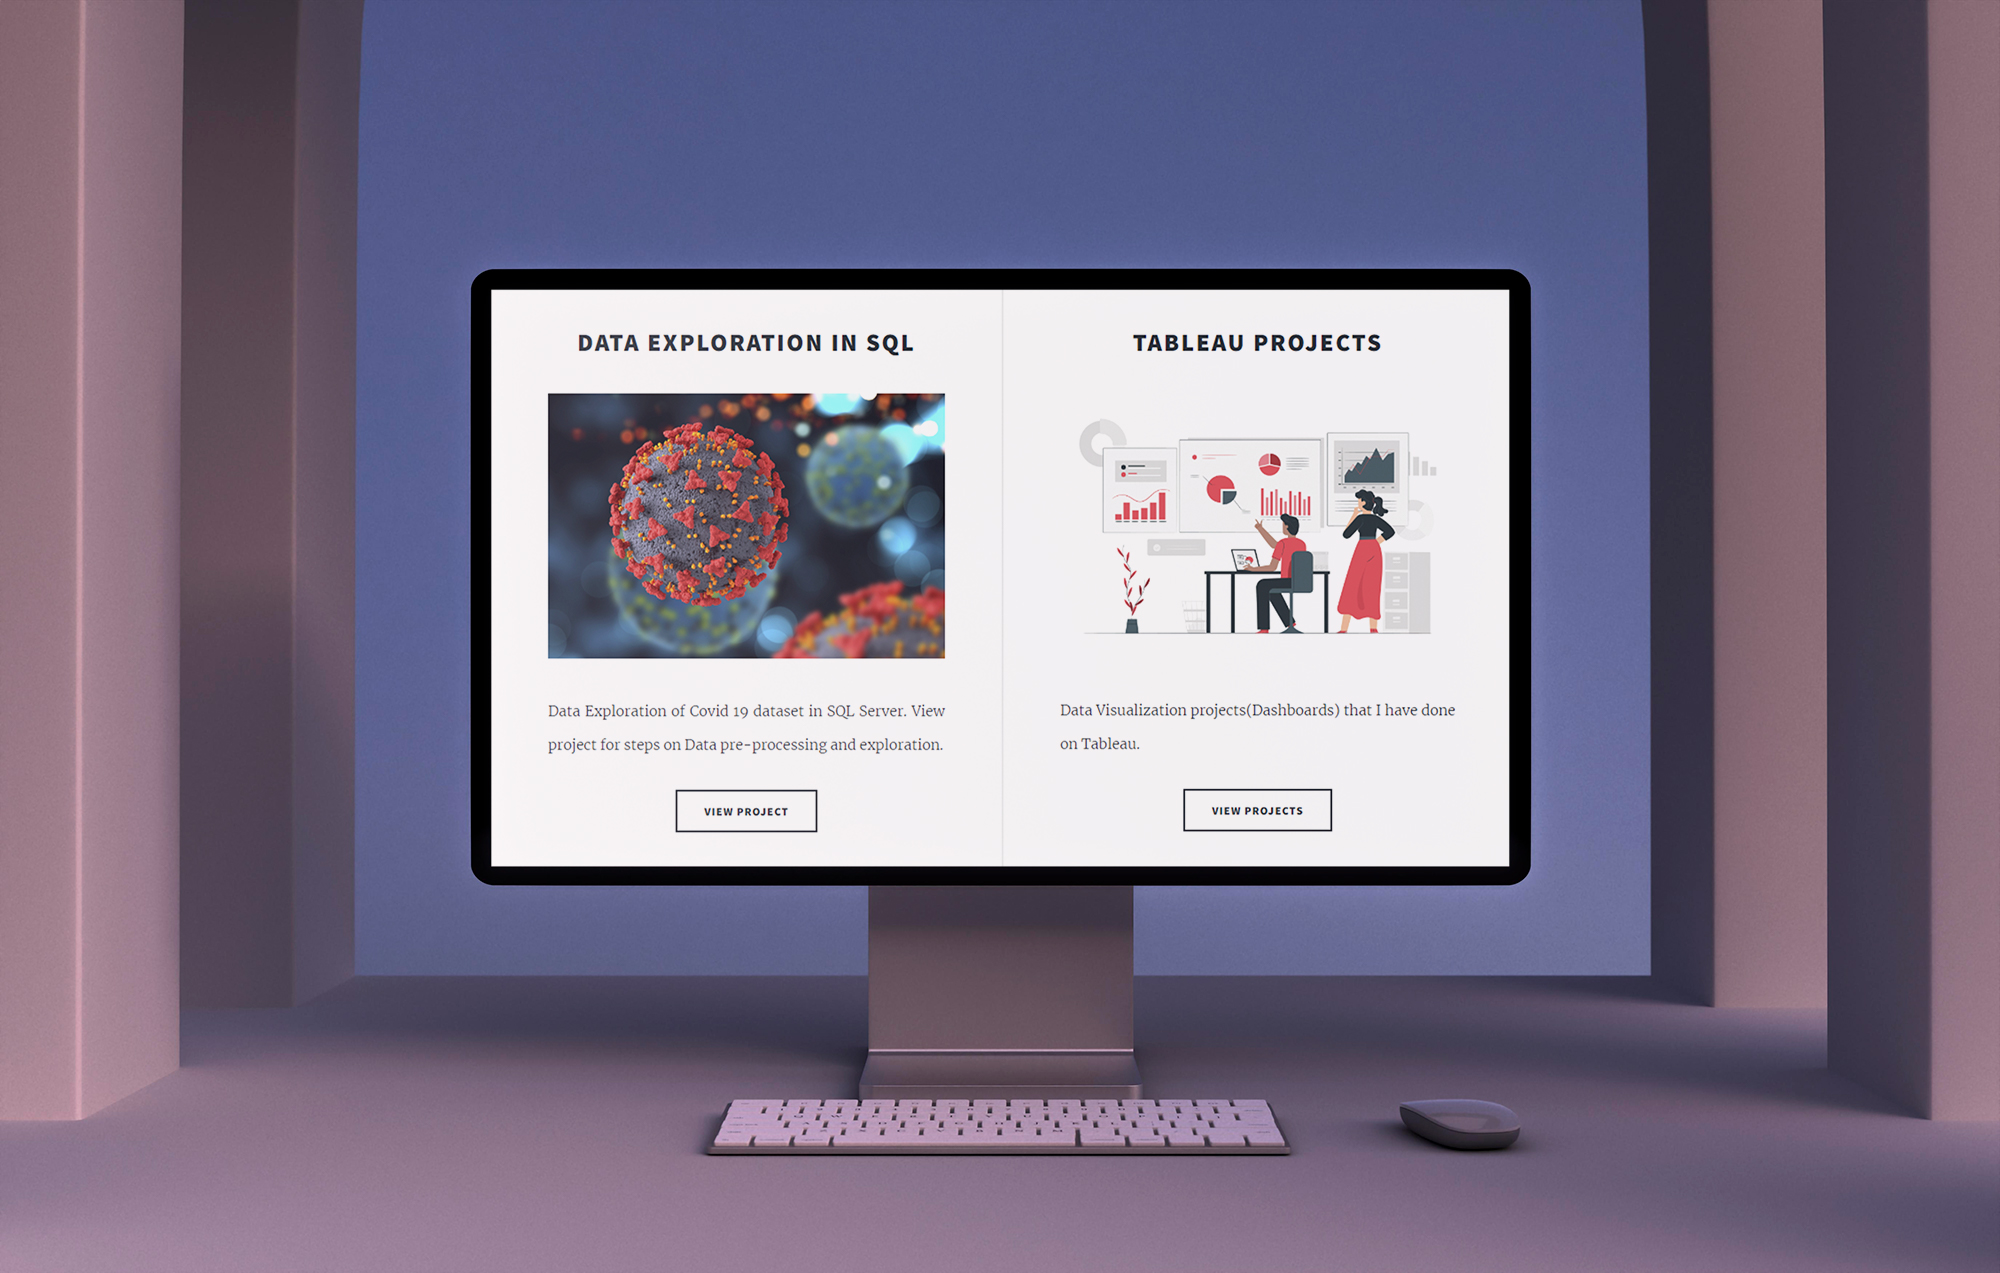 DATA EXPLORATION IN SQL
Data Exploration of Covid 19 dataset in SQL Server. View
project for steps on Data pre-processing and exploration.
VIEW PROJECT
TABLEAU PROJECTS
Data Visualization projects(Dashboards) that I have done
on Tableau.
VIEW PROJECTS